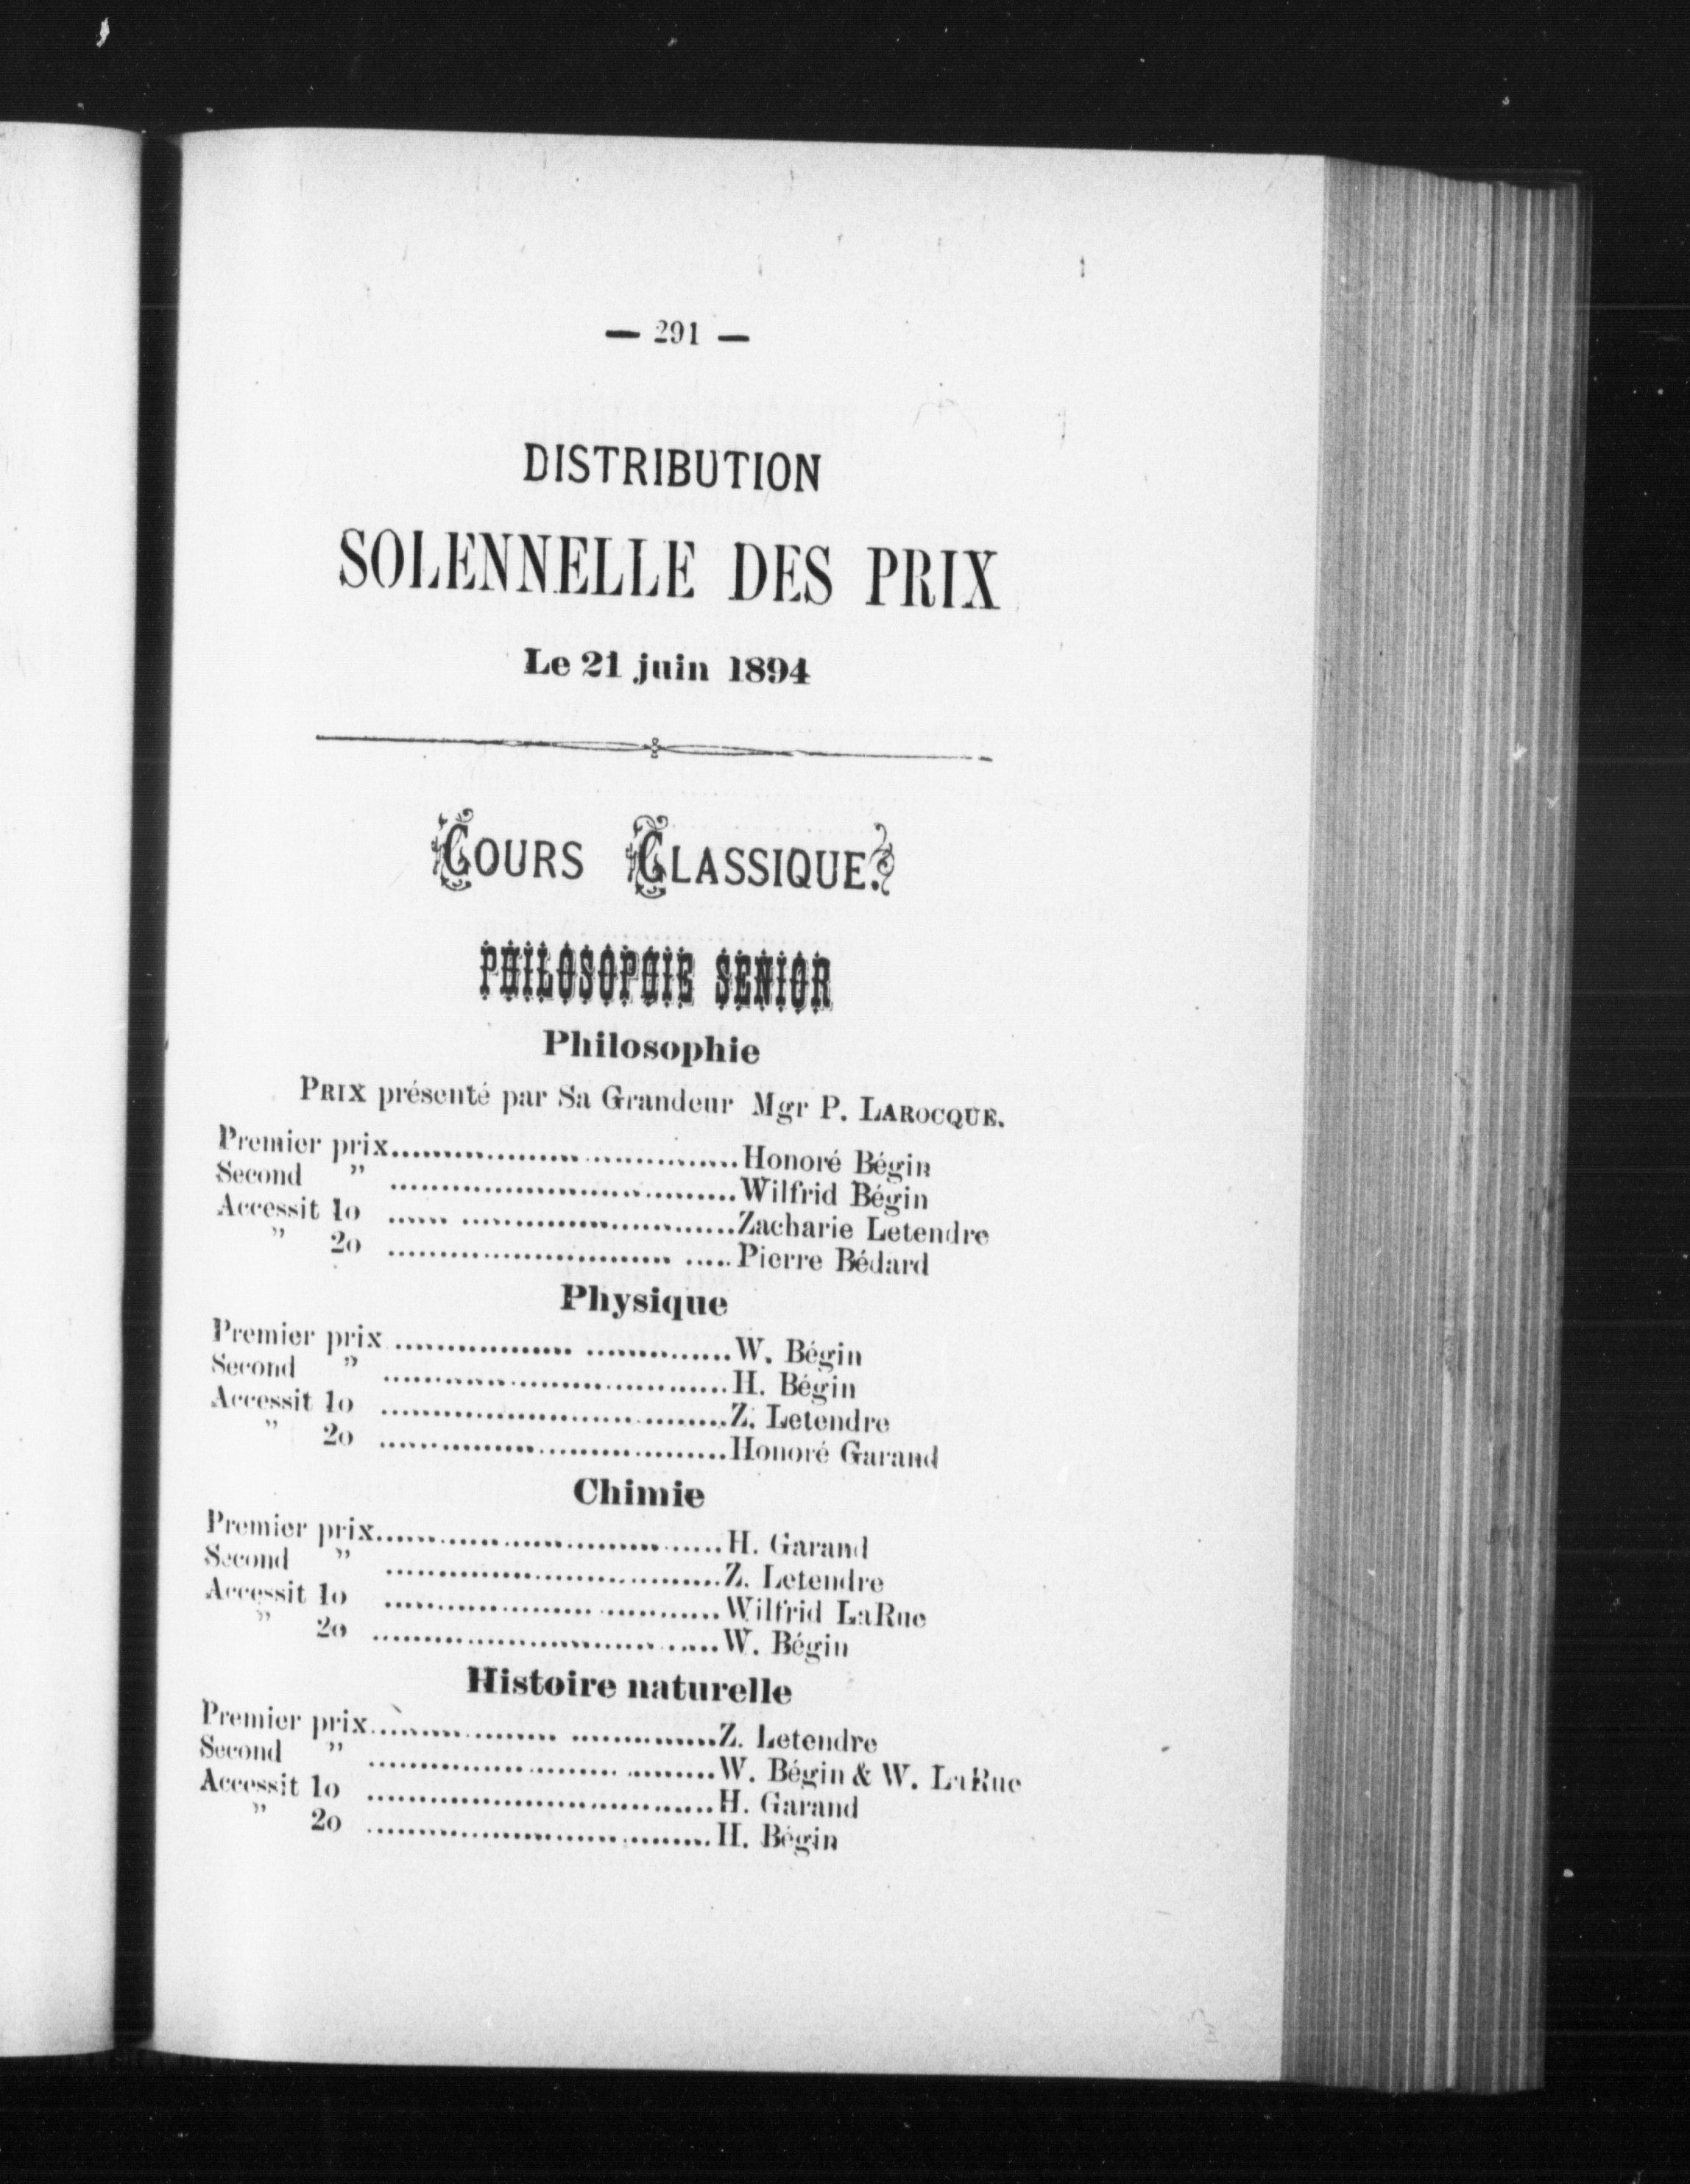 — 291 —
DISTRIBUTION
SOLENNELLE DES PRIX
Le 21 juin 1894
COURS CLASSIQUE.
PHILOSOPHIE SENIOR
Philosophie
PRIX présenté par Sa Grandeur Mgr P. LAROCQUE.
Premier prix........................................Honoré Bégin
Second ” ........................................Wilfrid Bégin
Accessit 1o ........................................Zacharie Letendre
” 2o ........................................Pierre Bédard
Physique
Premier prix ........................................W. Bégin
Second ” ........................................H. Bégin
Accessit 1o ........................................Z. Letendre
” 2o ........................................Honoré Garand
Chimie
Premier prix........................................H. Garand
Second ” ........................................Z. Letendre
Accessit 1o ........................................Wilfrid LaRue
” 2o ........................................W. Bégin
Histoire naturelle
Premier prix........................................Z. Letendre
Second ” ........................................W. Bégin & W. LaRue
Accessit 1o ........................................H. Garand
” 2o ........................................H. Bégin